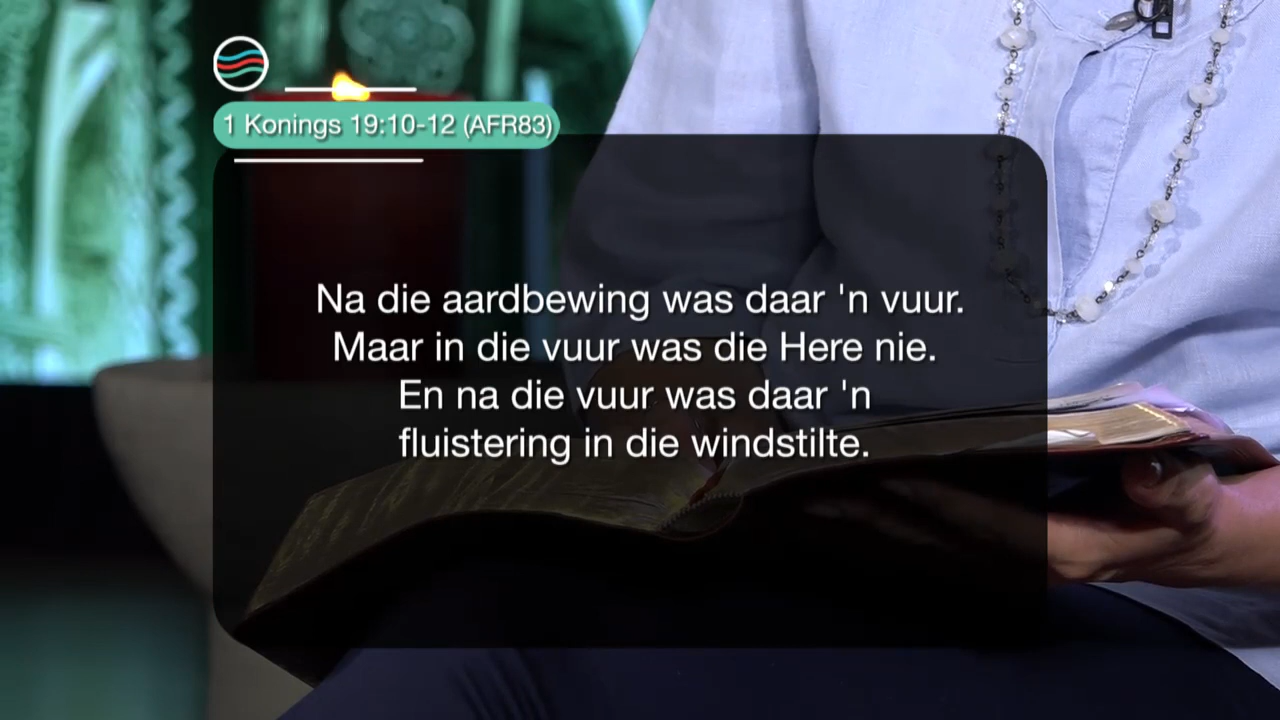 1 Konings 19:10-12 (AFR83)
Na die aardbewing was daar 'n vuur.
Maar in die vuur was die Here nie.
En na die vuur was daar 'n
fluistering in die windstilte.